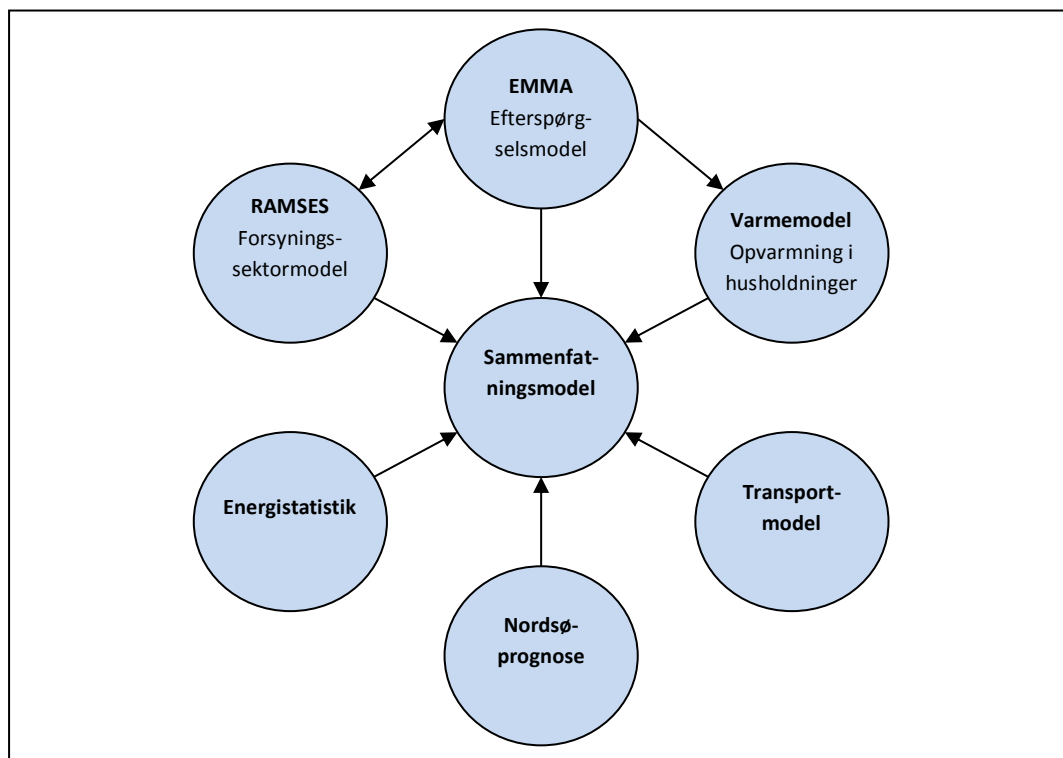 EMMA
Efterspørg-
selsmodel
RAMSES
Forsynings-
sektormodel
Varmemodel
Opvarmning i
husholdninger
Sammenfat-
ningsmodel
Energistatistik
Transport-
model
Nordsø-
prognose